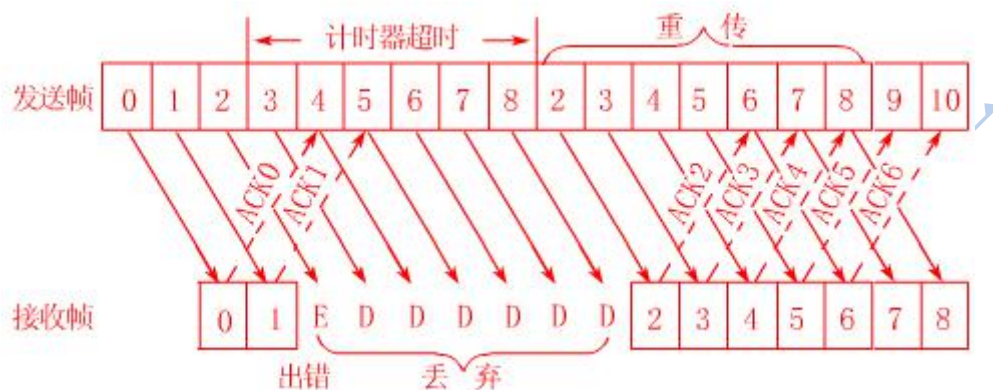 计时器超时 重传
发送帧 0 1 2 3 4 5 6 7 8 2 3 4 5 6 7 8 9 10
ACK0 ACK1 ACK2 ACK3 ACK4 ACK5 ACK6
接收帧 0 1 E D D D D D D 2 3 4 5 6 7 8
出错 丢弃